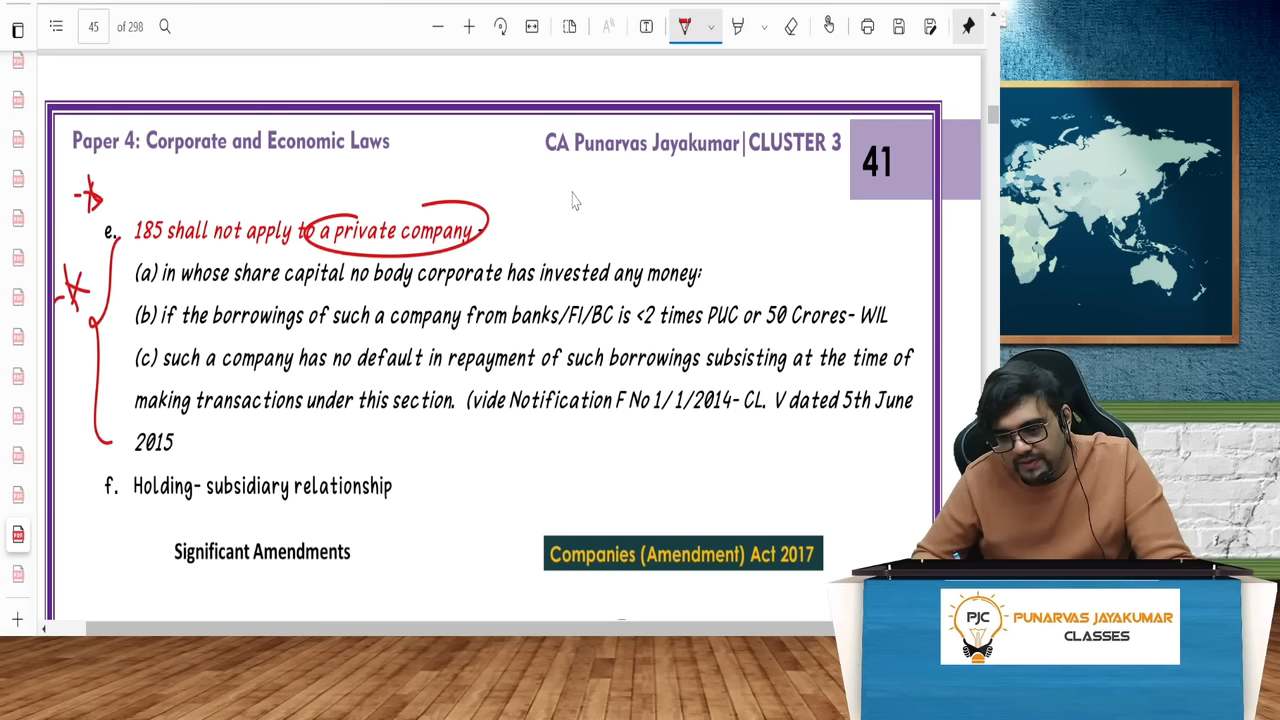 45
of 298
Paper 4: Corporate and Economic Laws
CA Punarvas Jayakumar|CLUSTER 3
41
e. 185 shall not apply to a private company -
(a) in whose share capital no body corporate has invested any money;
(b) if the borrowings of such a company from banks/FI/BC is <2 times PUC or 50 Crores- WIL
(c) such a company has no default in repayment of such borrowings subsisting at the time of
making transactions under this section. (vide Notification F No 1/ 1/2014- CL. V dated 5th June
2015
f. Holding- subsidiary relationship
Significant Amendments
Companies (Amendment) Act 2017
PJC
PUNARVAS JAYAKUMAR
CLASSES